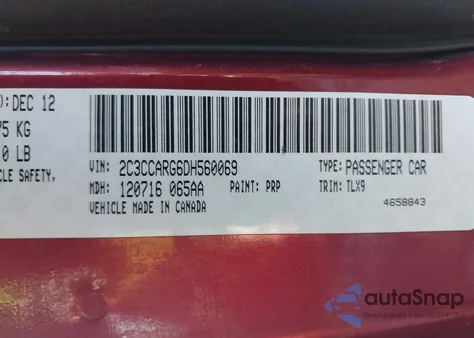 ): DEC 12
75 KG
0 LB
CLE SAFETY,
VIN: 2C3CCARG6DH560069
TYPE: PASSENGER CAR
MDH: 120716 065AA
PAINT: PRP
TRIM: TLX9
VEHICLE MADE IN CANADA
4658843
autoSnap